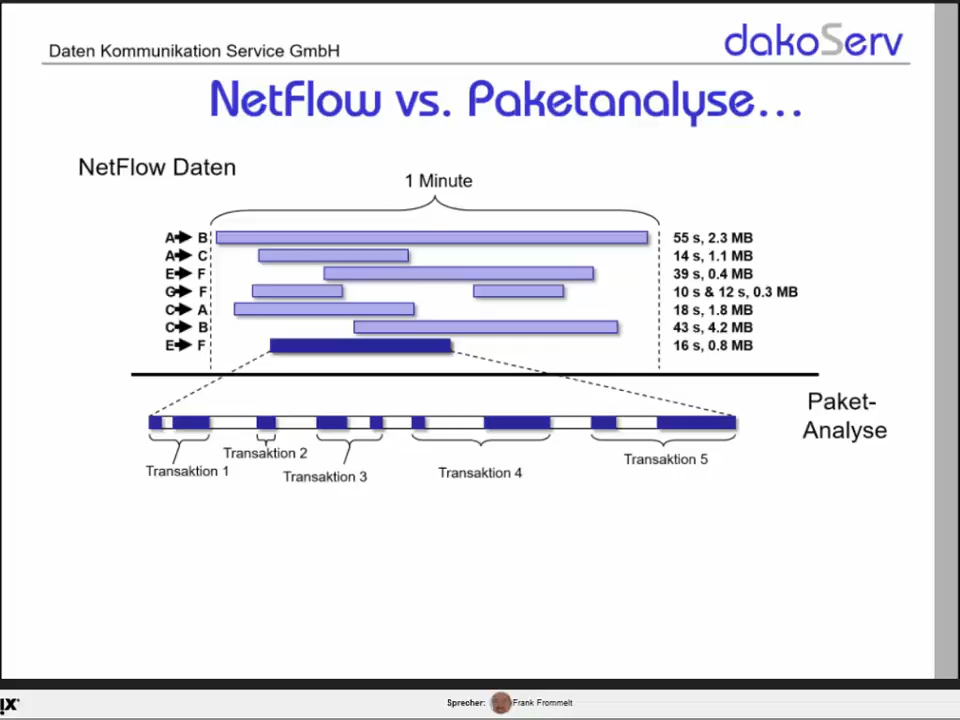 Daten Kommunikation Service GmbH
dakoServ
NetFlow vs. Paketanalyse...
NetFlow Daten
1 Minute
A B 55 s, 2.3 MB
A C 14 s, 1.1 MB
E F 39 s, 0.4 MB
G F 10 s & 12 s, 0.3 MB
C A 18 s, 1.8 MB
C B 43 s, 4.2 MB
E F 16 s, 0.8 MB
Paket-
Analyse
Transaktion 1
Transaktion 2
Transaktion 3
Transaktion 4
Transaktion 5
Sprecher: Frank Frommelt